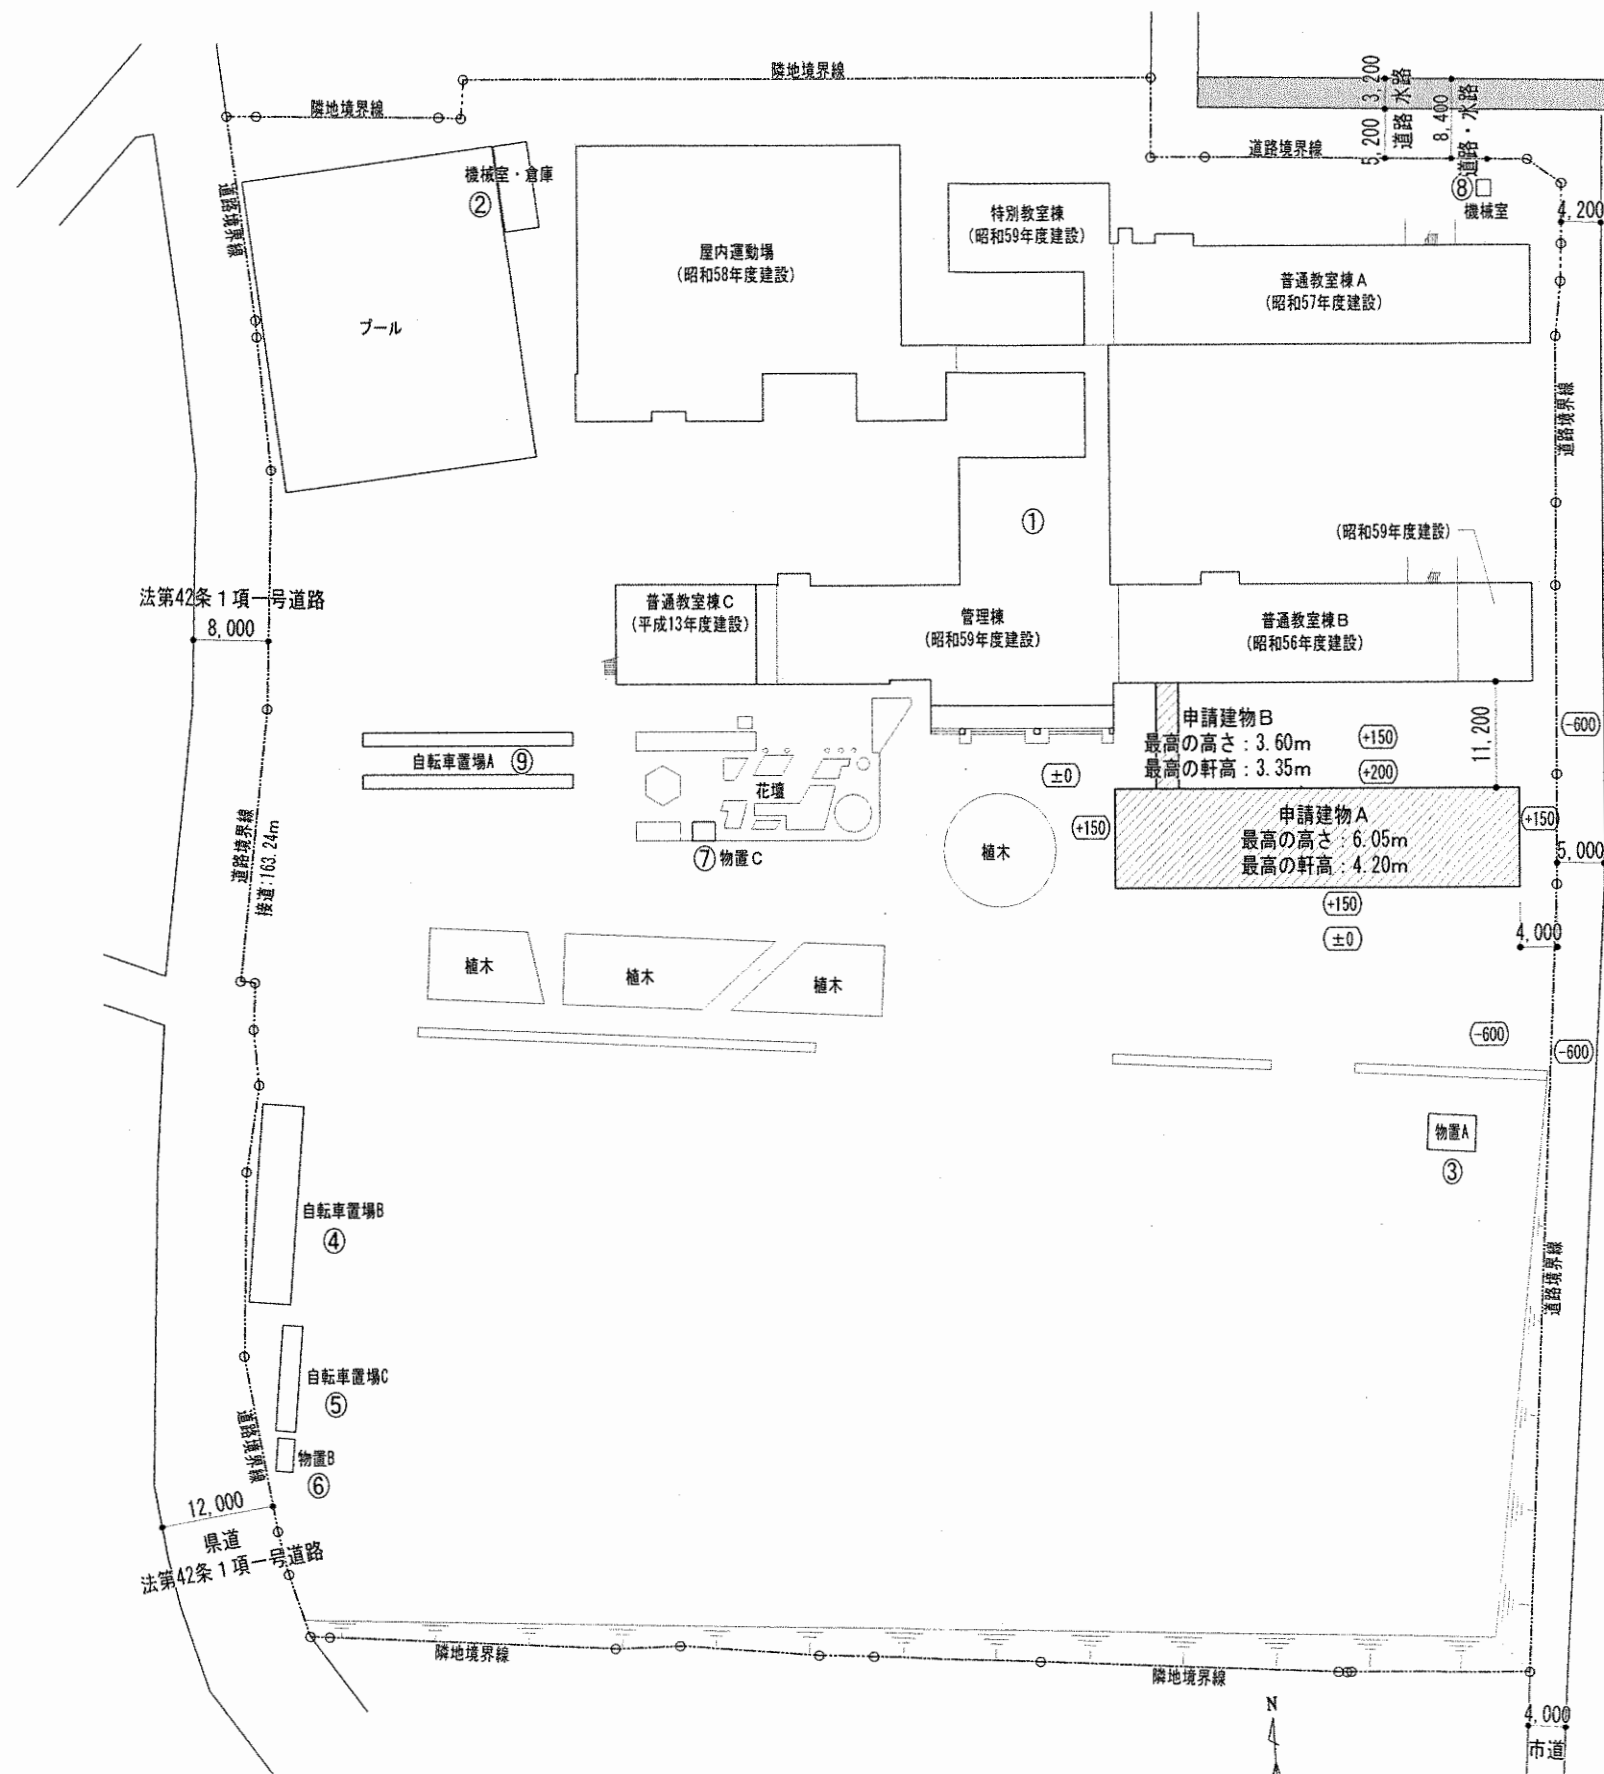 隣地境界線
隣地境界線
道路境界線
5,200
3,200
道路
水路
8,400
道路・水路
道路境界線
機械室・倉庫
②
⑧
機械室
4,200
プール
屋内運動場
(昭和58年度建設)
特別教室棟
(昭和59年度建設)
普通教室棟A
(昭和57年度建設)
道路境界線
①
(昭和59年度建設)
法第42条1項一号道路
8,000
普通教室棟C
(平成13年度建設)
管理棟
(昭和59年度建設)
普通教室棟B
(昭和56年度建設)
申請建物B
最高の高さ：3.60m
最高の軒高：3.35m
+150
+200
11,200
-600
自転車置場A ⑨
花壇
⑦物置C
±0
+150
植木
申請建物A
最高の高さ：6.05m
最高の軒高：4.20m
+150
5,000
+150
±0
4,000
道路境界線
接道：163.24m
植木
植木
植木
-600
-600
物置A
③
自転車置場B
④
自転車置場C
⑤
物置B
⑥
道路境界線
道路境界線
12,000
県道
法第42条1項一号道路
隣地境界線
隣地境界線
N
4,000
市道